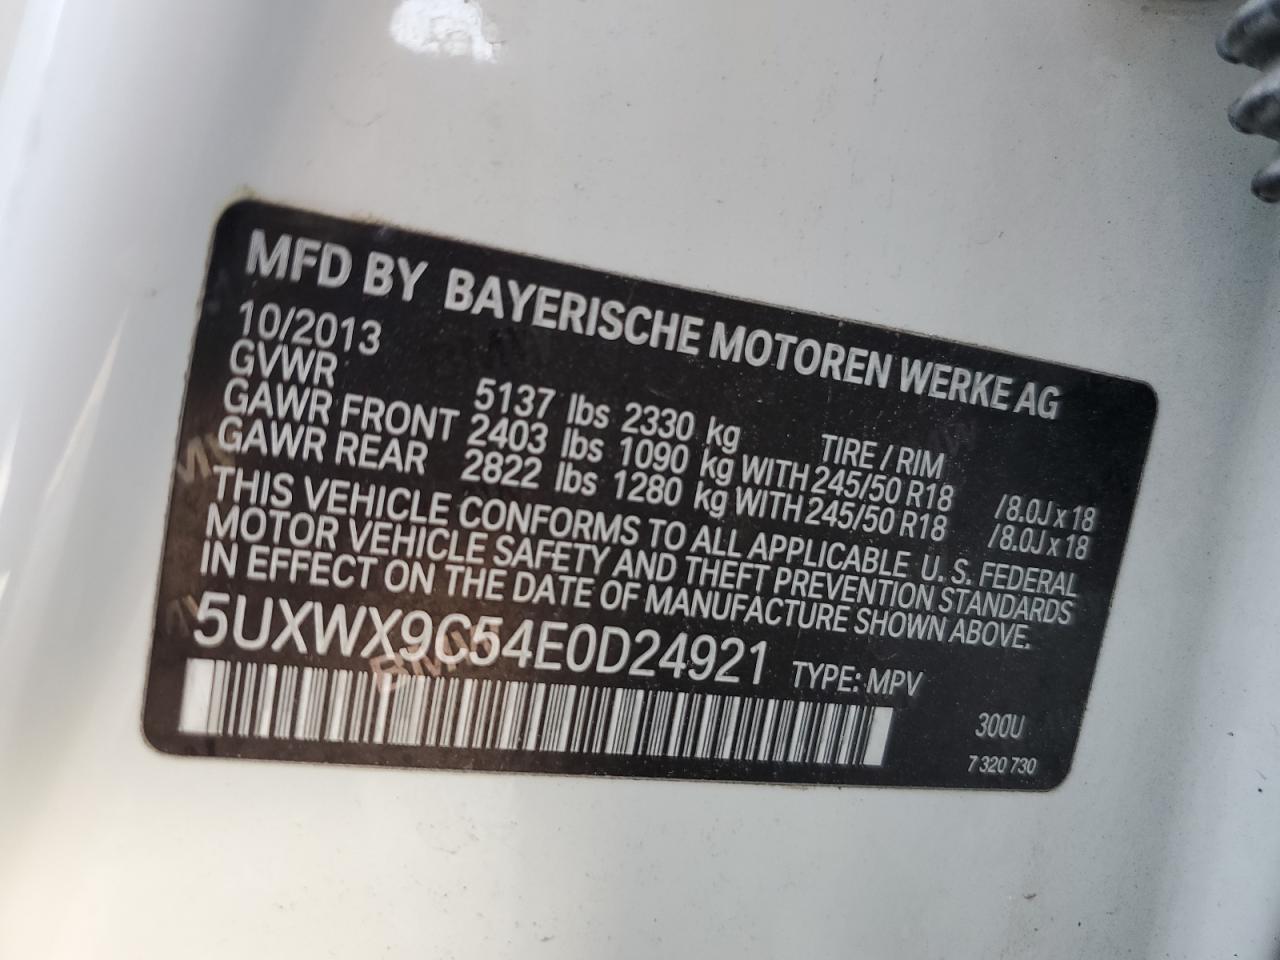 MFD BY BAYERISCHE MOTOREN WERKE AG
10/2013
GVWR 5137 lbs 2330 kg TIRE / RIM
GAWR FRONT 2403 lbs 1090 kg WITH 245/50 R18 /8.0J x 18
GAWR REAR 2822 lbs 1280 kg WITH 245/50 R18 /8.0J x 18
THIS VEHICLE CONFORMS TO ALL APPLICABLE U. S. FEDERAL
MOTOR VEHICLE SAFETY AND THEFT PREVENTION STANDARDS
IN EFFECT ON THE DATE OF MANUFACTURE SHOWN ABOVE.
5UXWX9C54E0D24921 TYPE: MPV
BMW
300U
7 320 730